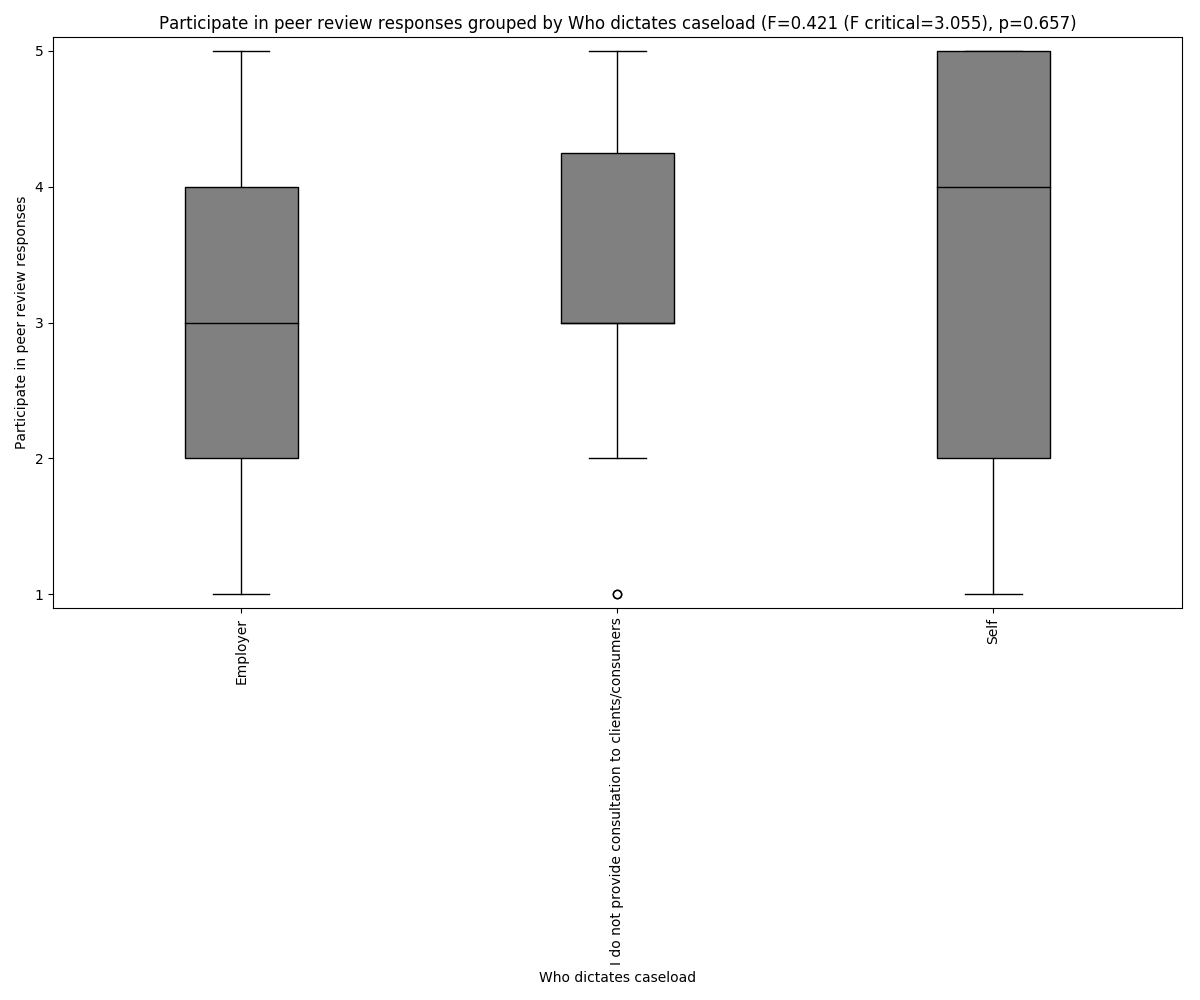 Participate in peer review responses grouped by Who dictates caseload (F=0.421 (F critical=3.055), p=0.657)
Participate in peer review responses
5
4
3
2
1
Employer
I do not provide consultation to clients/consumers
Self
Who dictates caseload